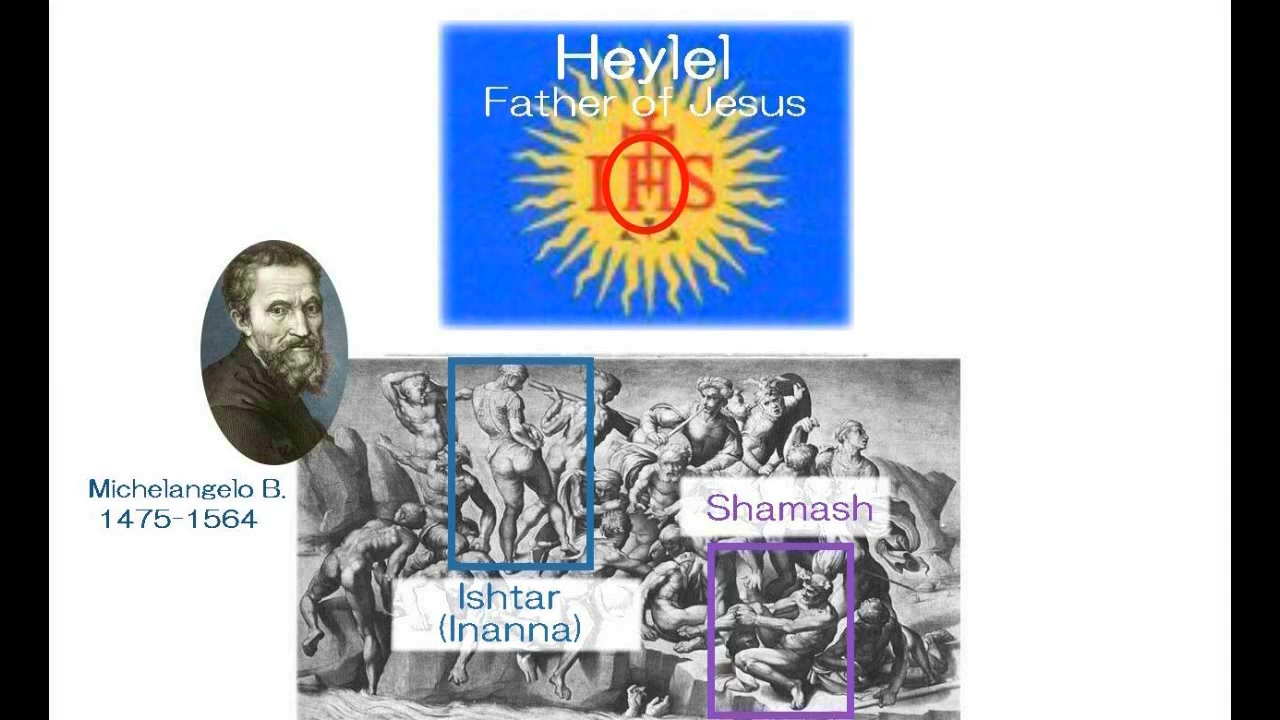 Heylel
Father of Jesus
IHS
Michelangelo B.
1475-1564
Shamash
Ishtar
(Inanna)